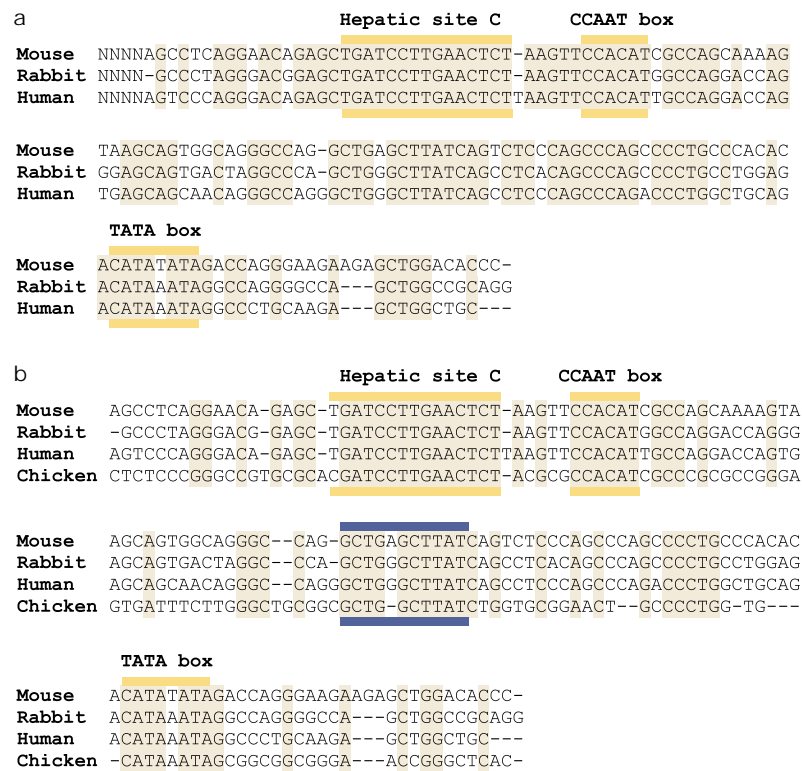 a
Hepatic site C CCAAT box
Mouse NNNNAGCCTCAGGAACAGAGCTGATCCTTGAACTCT-AAGTTCCACATCGCCAGCAAAAG
Rabbit NNNN-GCCCTAGGGACGGAGCTGATCCTTGAACTCT-AAGTTCCACATGGCCAGGACCAG
Human NNNNAGTCCCAGGGACAGAGCTGATCCTTGAACTCTTAAGTTCCACATTGCCAGGACCAG
Mouse TAAGCAGTGGCAGGGCCAG-GCTGAGCTTATCAGTCTCCCAGCCCAGCCCCTGCCCACAC
Rabbit GGAGCAGTGACTAGGCCCA-GCTGGGCTTATCAGCCTCACAGCCCAGCCCCTGCCTGGAG
Human TGAGCAGCAACAGGGCCAGGGCTGGGCTTATCAGCCTCCCAGCCCAGACCCTGGCTGCAG
TATA box
Mouse ACATATATAGACCAGGGAAGAAGAGCTGGACACCC-
Rabbit ACATAAATAGGCCAGGGGCCA---GCTGGCCGCAGG
Human ACATAAATAGGCCCTGCAAGA---GCTGGCTGC---
b
Hepatic site C CCAAT box
Mouse AGCCTCAGGAACA-GAGC-TGATCCTTGAACTCT-AAGTTCCACATCGCCAGCAAAAGTA
Rabbit -GCCCTAGGGACG-GAGC-TGATCCTTGAACTCT-AAGTTCCACATGGCCAGGACCAGGG
Human AGTCCCAGGGACA-GAGC-TGATCCTTGAACTCTTAAGTTCCACATTGCCAGGACCAGTG
Chicken CTCTCCCGGGCCGTGCGCACGATCCTTGAACTCT-ACGCGCCACATCGCCCGCGCCGGGA
Mouse AGCAGTGGCAGGGC--CAG-GCTGAGCTTATCAGTCTCCCAGCCCAGCCCCTGCCCACAC
Rabbit AGCAGTGACTAGGC--CCA-GCTGGGCTTATCAGCCTCACAGCCCAGCCCCTGCCTGGAG
Human AGCAGCAACAGGGC--CAGGGCTGGGCTTATCAGCCTCCCAGCCCAGACCCTGGCTGCAG
Chicken GTGATTTCTTGGGCTGCGGCGCTG-GCTTATCTGGTGCGGAACT--GCCCCTGG-TG---
TATA box
Mouse ACATATATAGACCAGGGAAGAAGAGCTGGACACCC-
Rabbit ACATAAATAGGCCAGGGGCCA---GCTGGCCGCAGG
Human ACATAAATAGGCCCTGCAAGA---GCTGGCTGC---
Chicken -CATAAATAGCGGCGGCGGGA---ACCGGGCTCAC-